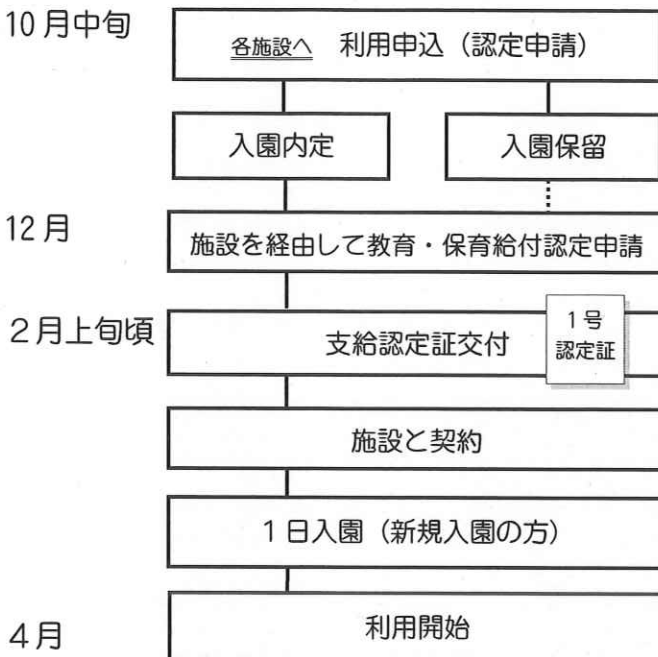 10月中旬
各施設へ 利用申込（認定申請）
入園内定
入園保留
12月
施設を経由して教育・保育給付認定申請
２月上旬頃
支給認定証交付
１号
認定証
施設と契約
１日入園（新規入園の方）
４月
利用開始